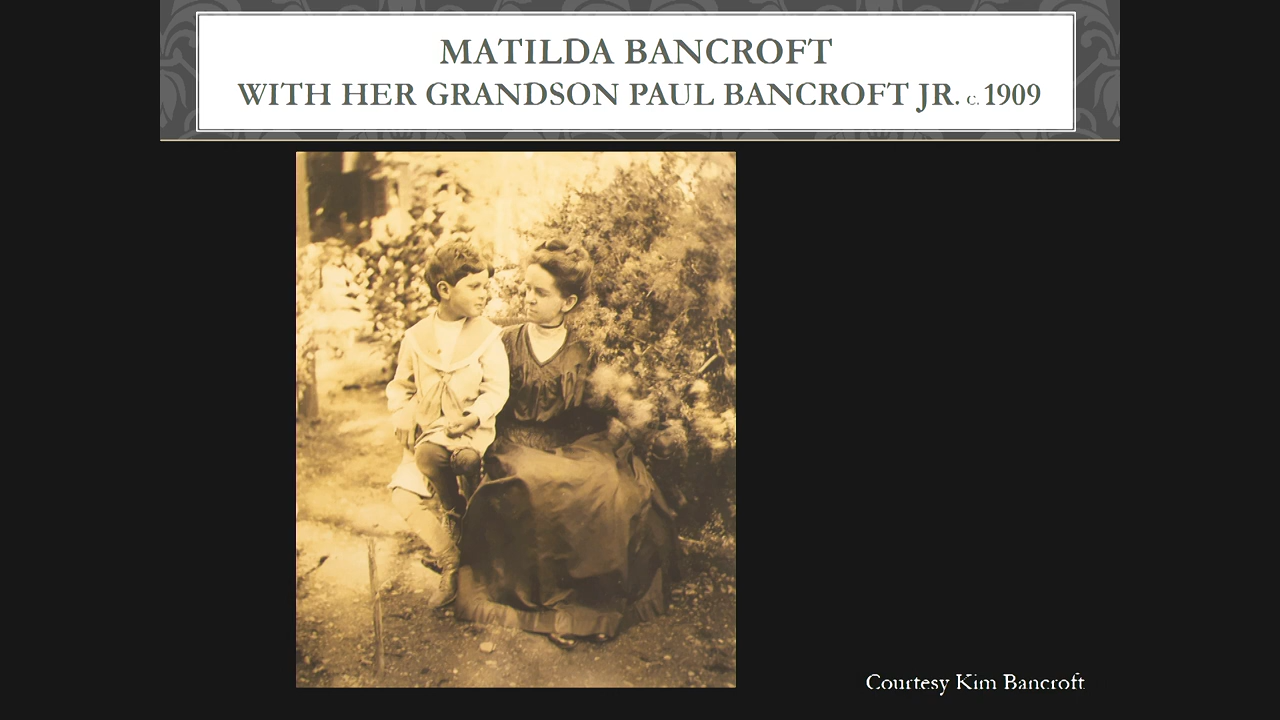 MATILDA BANCROFT
WITH HER GRANDSON PAUL BANCROFT JR. c. 1909
Courtesy Kim Bancroft